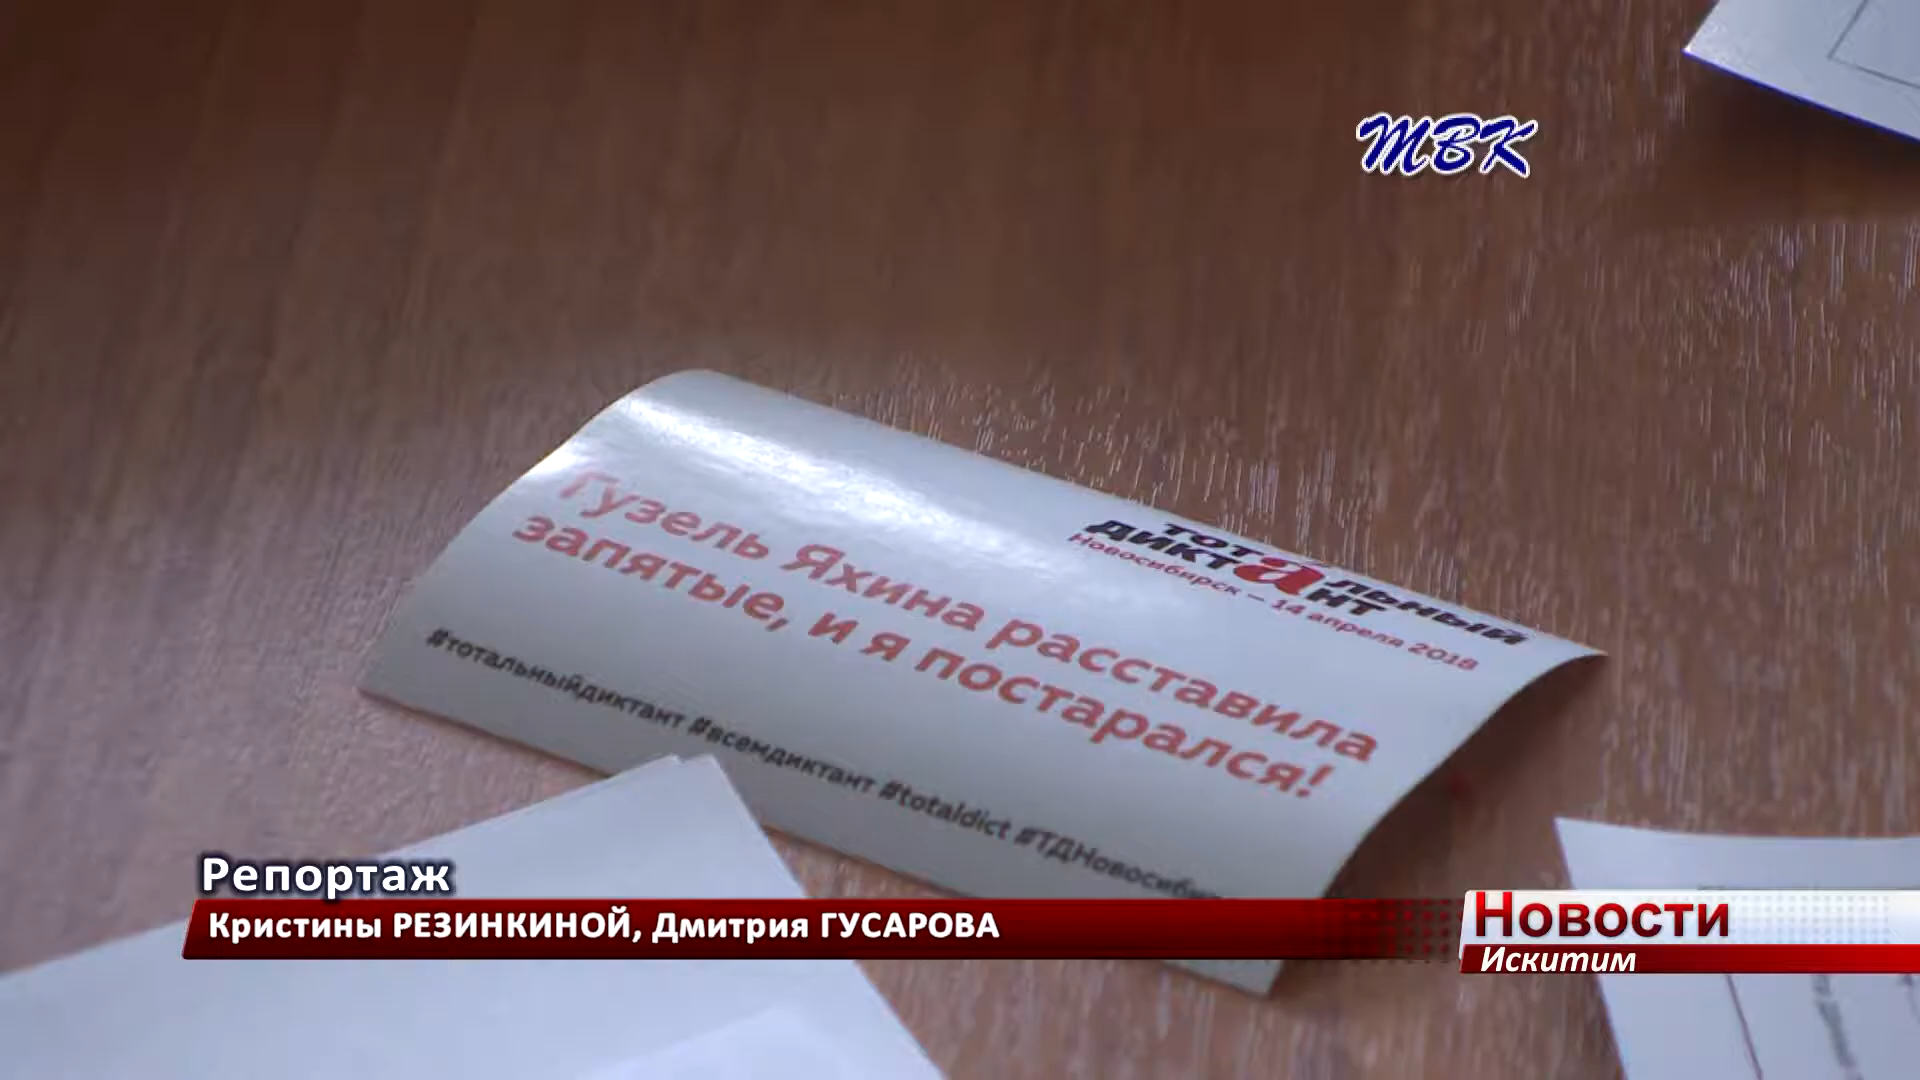 ТВК
тотальный
диктант
Новосибирск — 14 апреля 2018
Гузель Яхина расставила
запятые, и я постарался!
#тотальныйдиктант #всемдиктант #totaldict
Репортаж
Кристины РЕЗИНКИНОЙ, Дмитрия ГУСАРОВА
Новости
Искитим